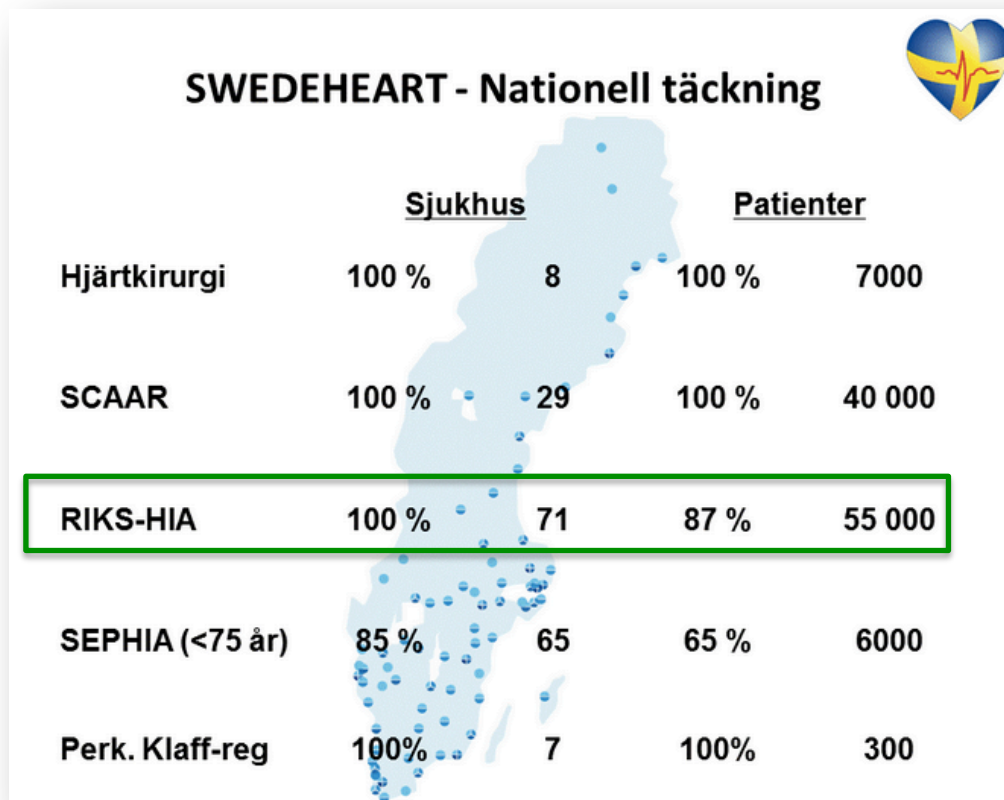 SWEDEHEART - Nationell täckning
Sjukhus Patienter
Hjärtkirurgi 100 % 8 100 % 7000
SCAAR 100 % 29 100 % 40 000
RIKS-HIA 100 % 71 87 % 55 000
SEPHIA (<75 år) 85 % 65 65 % 6000
Perk. Klaff-reg 100% 7 100% 300